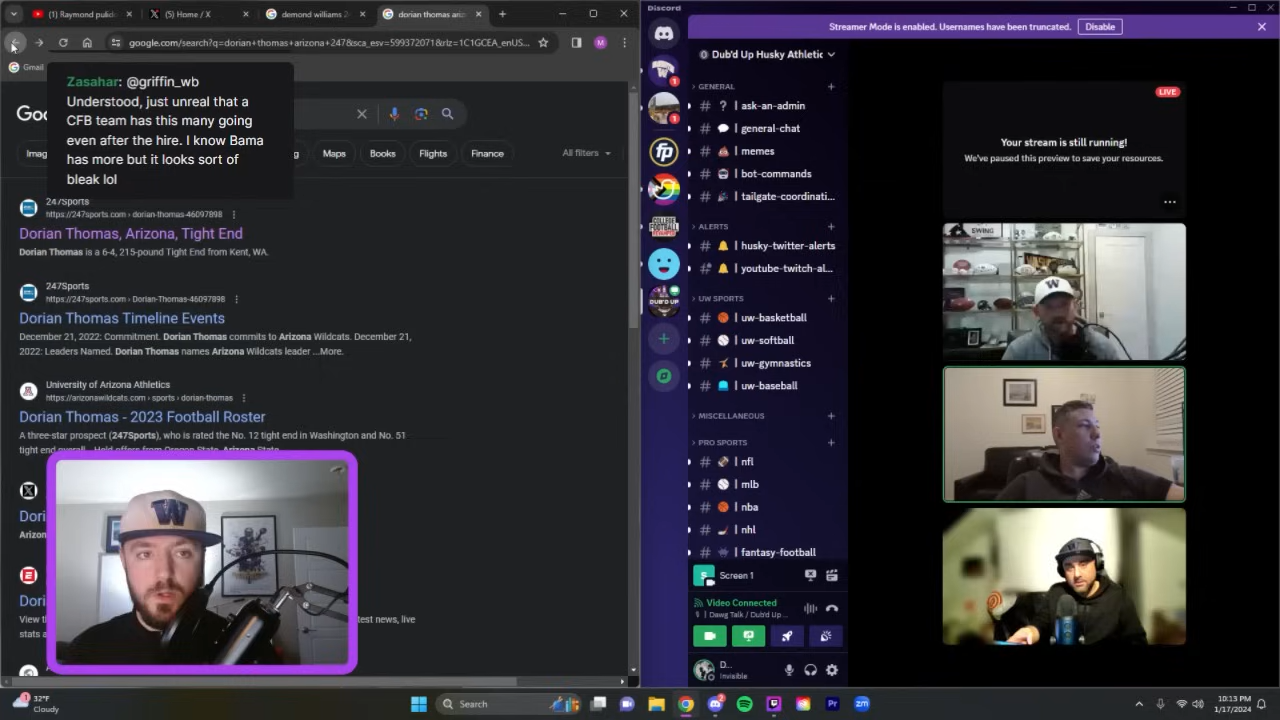 Raymond pulido
(5) Home / X
demond williams 2
dorian thomas ariz
google.com/search?q=dorian+thomas+arizona+247&sca_esv=599372071&rlz=1C1GCEA_enUS...
M
Gmail
Zasahar: @griffin_wb
Understood, just unreal that a
CFB team has this many going
even after the hire. I know Bama
has more but it looks sort of
bleak lol
Maps
Books
Flights
Finance
All filters
247Sports
https://247sports.com › dorian-thomas-46097898
Dorian Thomas, Arizona, Tight End
Dorian Thomas is a 6-4, 215-pound Tight End from Kent, WA.
247Sports
https://247sports.com › Dorian-Thomas-46097898
Dorian Thomas Timeline Events
December 21, 2022: Commitment. Dorian Thomas commits to Arizona Wildcats. December 21,
2022: Leaders Named. Dorian Thomas names Arizona Wildcats leader ...More.
University of Arizona Athletics
https://arizonawildcats.com › sports › dorian-thomas
Dorian Thomas - 2023 Football Roster
A three-star prospect (247Sports), who is rated the No. 12 tight end in Washington and No. 51
tight end overall... Held offers from Oregon State, Arizona State
test news, live
32°F
Cloudy
Discord
Streamer Mode is enabled. Usernames have been truncated.
Disable
Dub'd Up Husky Athletic
GENERAL
ask-an-admin
general-chat
memes
bot-commands
tailgate-coordinati...
ALERTS
husky-twitter-alerts
youtube-twitch-al...
UW SPORTS
uw-basketball
uw-softball
uw-gymnastics
uw-baseball
MISCELLANEOUS
PRO SPORTS
nfl
mlb
nba
nhl
fantasy-football
Screen 1
Video Connected
Dawg Talk / Dub'd Up ...
D...
Invisible
LIVE
Your stream is still running!
We've paused this preview to save your resources.
SWING
Search
10:13 PM
1/17/2024